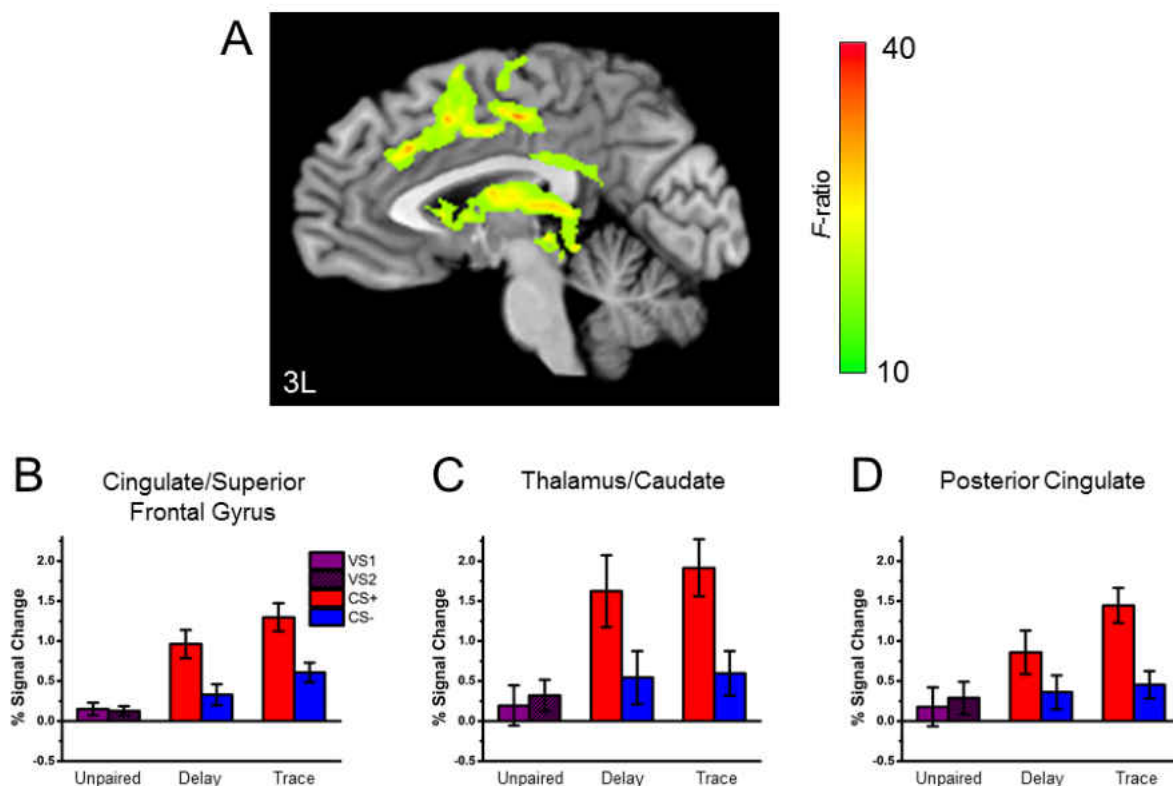 A
40
F-ratio
10
3L
B
Cingulate/Superior
Frontal Gyrus
VS1
VS2
CS+
CS-
% Signal Change
2.0
1.5
1.0
0.5
0.0
-0.5
Unpaired Delay Trace
C
Thalamus/Caudate
% Signal Change
2.0
1.5
1.0
0.5
0.0
-0.5
Unpaired Delay Trace
D
Posterior Cingulate
% Signal Change
2.0
1.5
1.0
0.5
0.0
-0.5
Unpaired Delay Trace